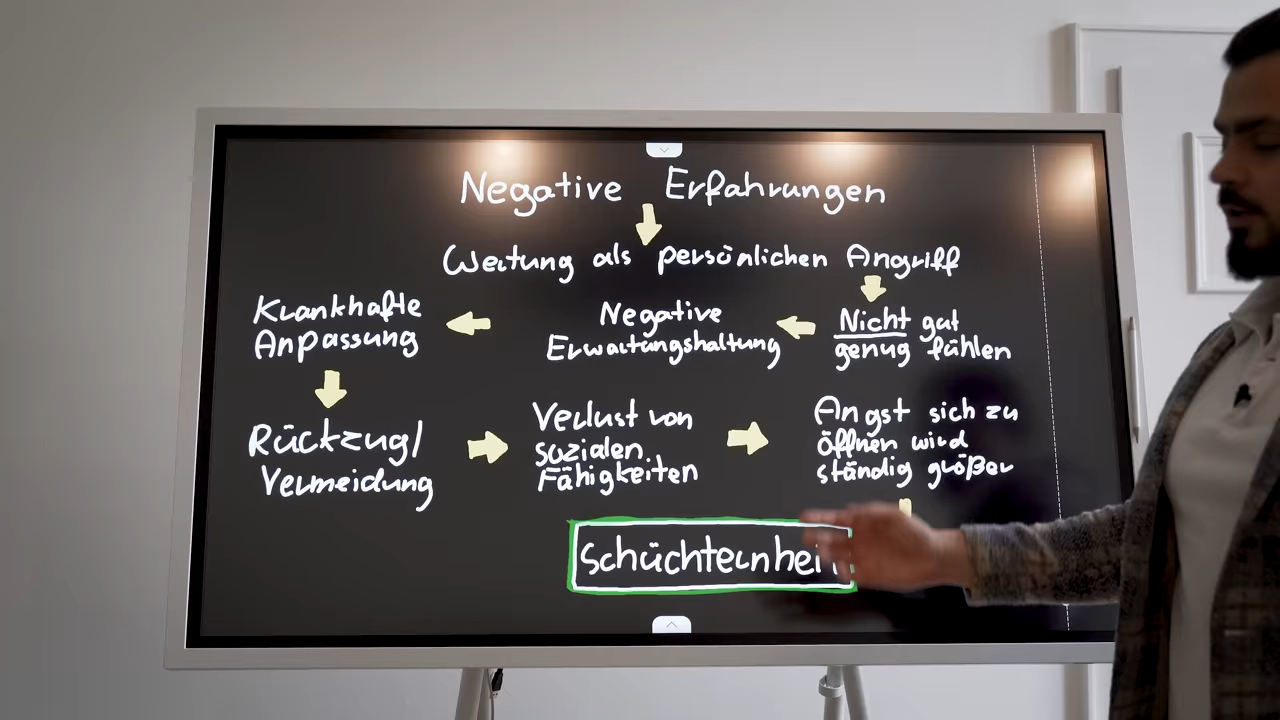 Negative Erfahrungen
Wertung als persönlichen Angriff
Nicht gut
genug fühlen
Negative
Erwartungshaltung
Krankhafte
Anpassung
Rückzug/
Vermeidung
Verlust von
sozialen
Fähigkeiten
Angst sich zu
öffnen wird
ständig größer
Schüchternheit